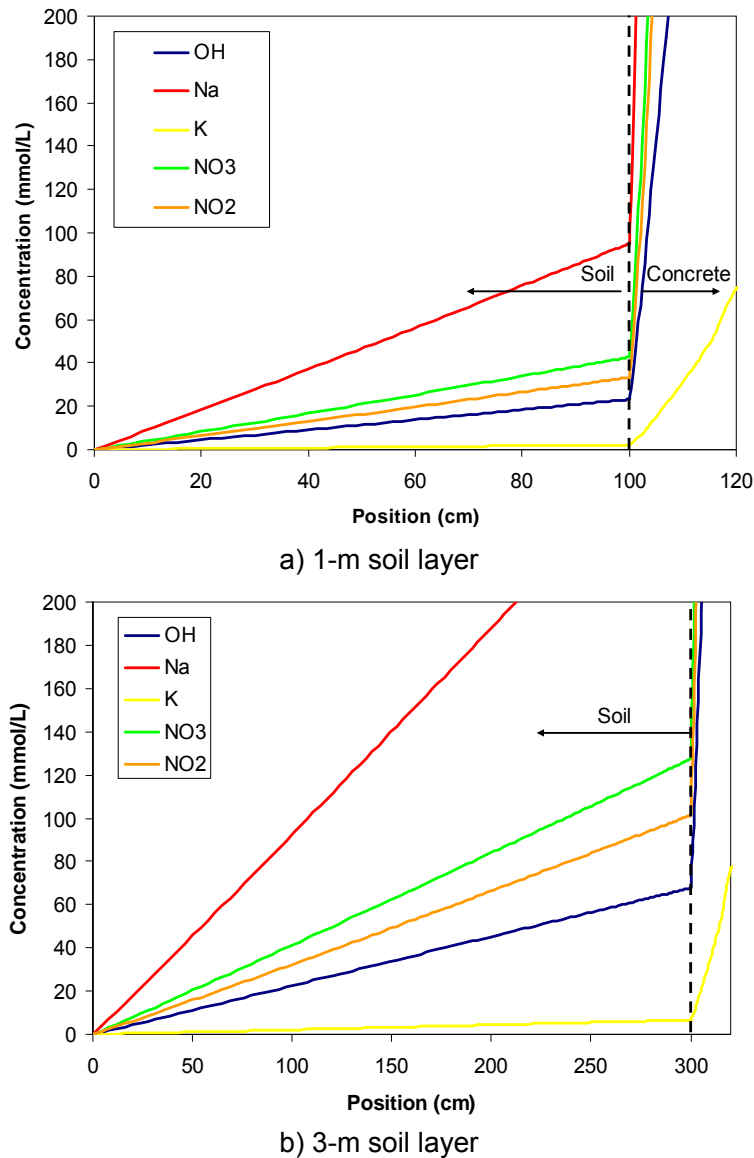 200
180
160
140
120
100
80
60
40
20
0
Concentration (mmol/L)
OH
Na
K
NO3
NO2
Soil
Concrete
0 20 40 60 80 100 120
Position (cm)
a) 1-m soil layer
200
180
160
140
120
100
80
60
40
20
0
Concentration (mmol/L)
OH
Na
K
NO3
NO2
Soil
0 50 100 150 200 250 300
Position (cm)
b) 3-m soil layer